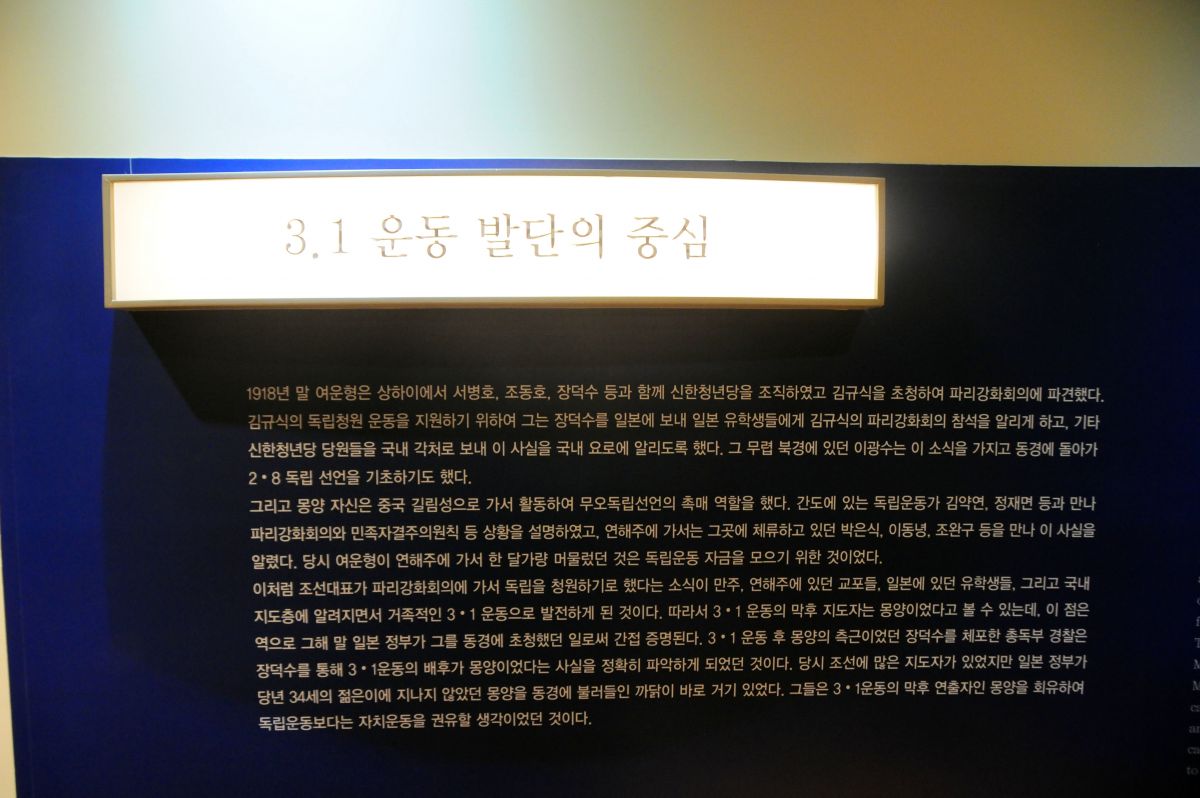 3.1 운동 발단의 중심
1918년 말 여운형은 상하이에서 서병호, 조동호, 장덕수 등과 함께 신한청년당을 조직하였고 김규식을 초청하여 파리강화회의에 파견했다.
김규식의 독립청원 운동을 지원하기 위하여 그는 장덕수를 일본에 보내 일본 유학생들에게 김규식의 파리강화회의 참석을 알리게 하고, 기타
신한청년당 당원들을 국내 각처로 보내 이 사실을 국내 요로에 알리도록 했다. 그 무렵 북경에 있던 이광수는 이 소식을 가지고 동경에 돌아가
2·8 독립 선언을 기초하기도 했다.
그리고 몽양 자신은 중국 길림성으로 가서 활동하여 무오독립선언의 촉매 역할을 했다. 간도에 있는 독립운동가 김약연, 정재면 등과 만나
파리강화회의와 민족자결주의원칙 등 상황을 설명하였고, 연해주에 가서는 그곳에 체류하고 있던 박은식, 이동녕, 조완구 등을 만나 이 사실을
알렸다. 당시 여운형이 연해주에 가서 한 달가량 머물렀던 것은 독립운동 자금을 모으기 위한 것이었다.
이처럼 조선대표가 파리강화회의에 가서 독립을 청원하기로 했다는 소식이 만주, 연해주에 있던 교포들, 일본에 있던 유학생들, 그리고 국내
지도층에 알려지면서 거족적인 3·1 운동으로 발전하게 된 것이다. 따라서 3·1 운동의 막후 지도자는 몽양이었다고 볼 수 있는데, 이 점은
역으로 그해 말 일본 정부가 그를 동경에 초청했던 일로써 간접 증명된다. 3·1 운동 후 몽양의 측근이었던 장덕수를 체포한 총독부 경찰은
장덕수를 통해 3·1운동의 배후가 몽양이었다는 사실을 정확히 파악하게 되었던 것이다. 당시 조선에 많은 지도자가 있었지만 일본 정부가
당년 34세의 젊은이에 지나지 않았던 몽양을 동경에 불러들인 까닭이 바로 거기 있었다. 그들은 3·1운동의 막후 연출자인 몽양을 회유하여
독립운동보다는 자치운동을 권유할 생각이었던 것이다.